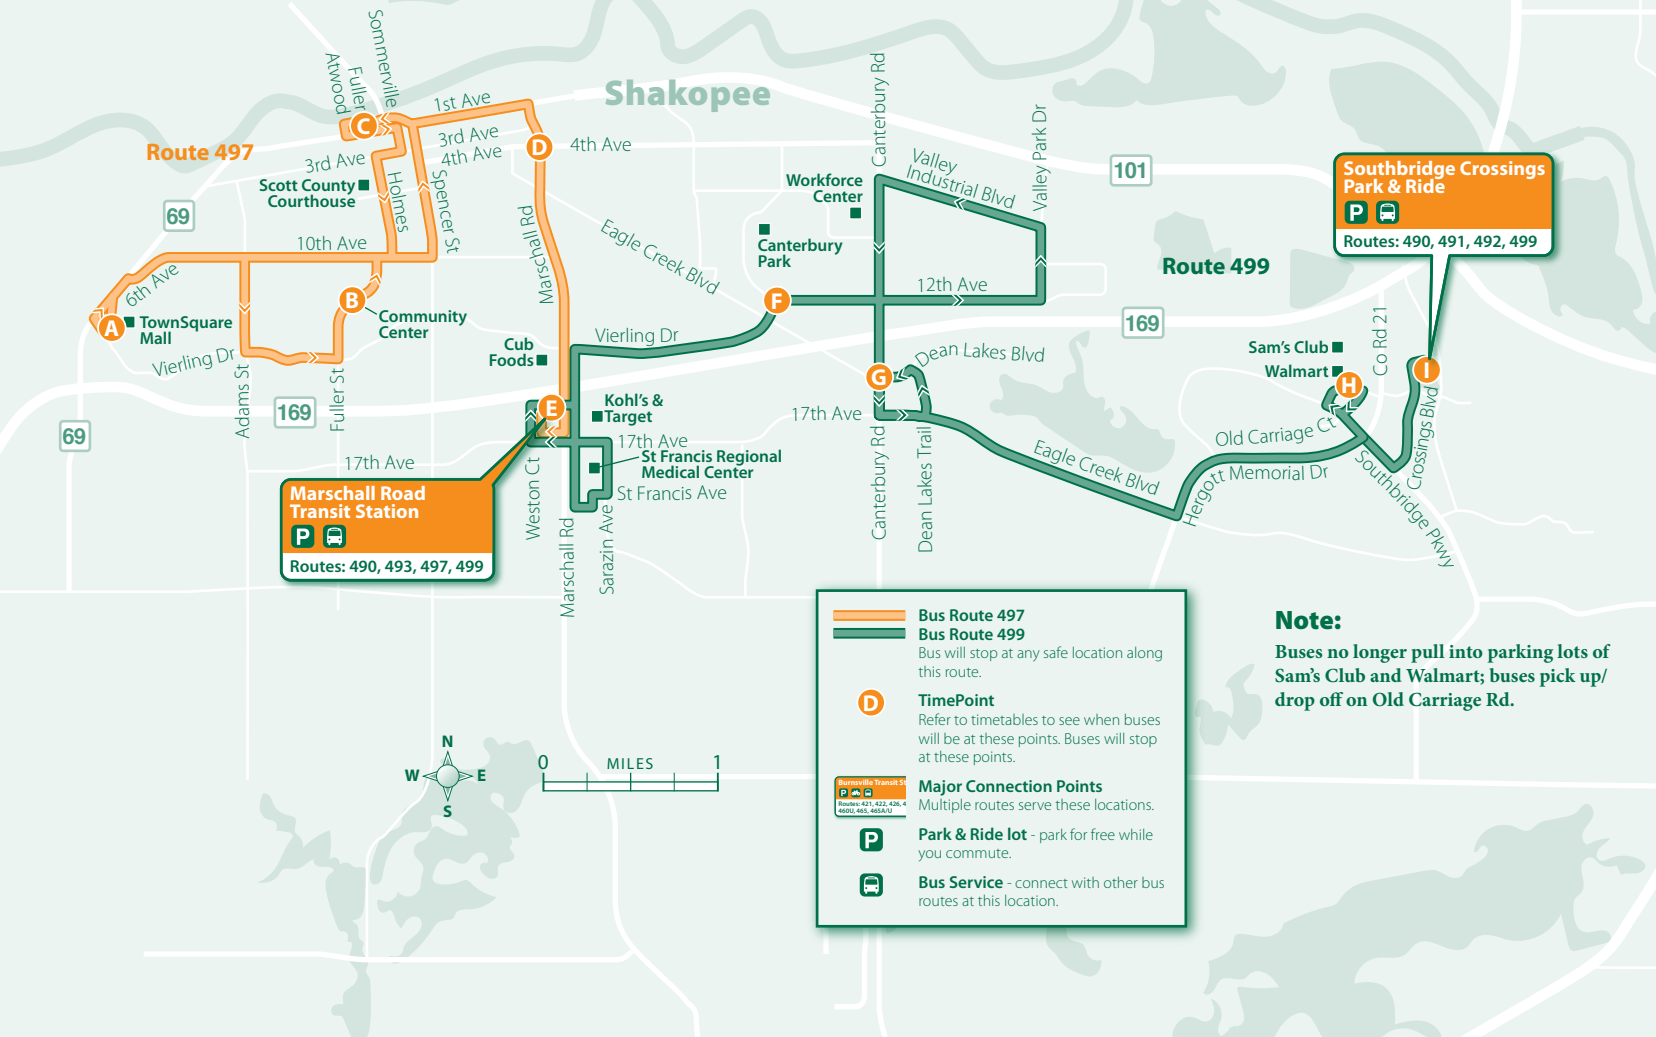 Shakopee
Route 497
Route 499
Atwood
Fuller
Sommerville
1st Ave
3rd Ave
4th Ave
4th Ave
3rd Ave
Scott County
Courthouse
Holmes
Spencer St
69
10th Ave
6th Ave
A
B
C
D
E
F
G
H
I
TownSquare
Mall
Community
Center
Vierling Dr
Adams St
Fuller St
169
69
17th Ave
Marschall Rd
Cub
Foods
Vierling Dr
Eagle Creek Blvd
Kohl's &
Target
17th Ave
St Francis Regional
Medical Center
St Francis Ave
Weston Ct
Marschall Rd
Sarazin Ave
Marschall Road
Transit Station
P
Routes: 490, 493, 497, 499
Workforce
Center
Canterbury
Park
Canterbury Rd
Valley
Industrial Blvd
Valley Park Dr
12th Ave
101
169
Dean Lakes Blvd
17th Ave
Canterbury Rd
Dean Lakes Trail
Eagle Creek Blvd
Hergott Memorial Dr
Old Carriage Ct
Southbridge Pkwy
Crossings Blvd
Co Rd 21
Sam's Club
Walmart
Southbridge Crossings
Park & Ride
P
Routes: 490, 491, 492, 499
Note:
Buses no longer pull into parking lots of
Sam's Club and Walmart; buses pick up/
drop off on Old Carriage Rd.
N
W
E
S
0
MILES
1
Bus Route 497
Bus Route 499
Bus will stop at any safe location along
this route.
D
TimePoint
Refer to timetables to see when buses
will be at these points. Buses will stop
at these points.
Burnsville Transit St
P
Routes: 421, 422, 426, 4
460U, 465, 465A/U
Major Connection Points
Multiple routes serve these locations.
P
Park & Ride lot - park for free while
you commute.
Bus Service - connect with other bus
routes at this location.